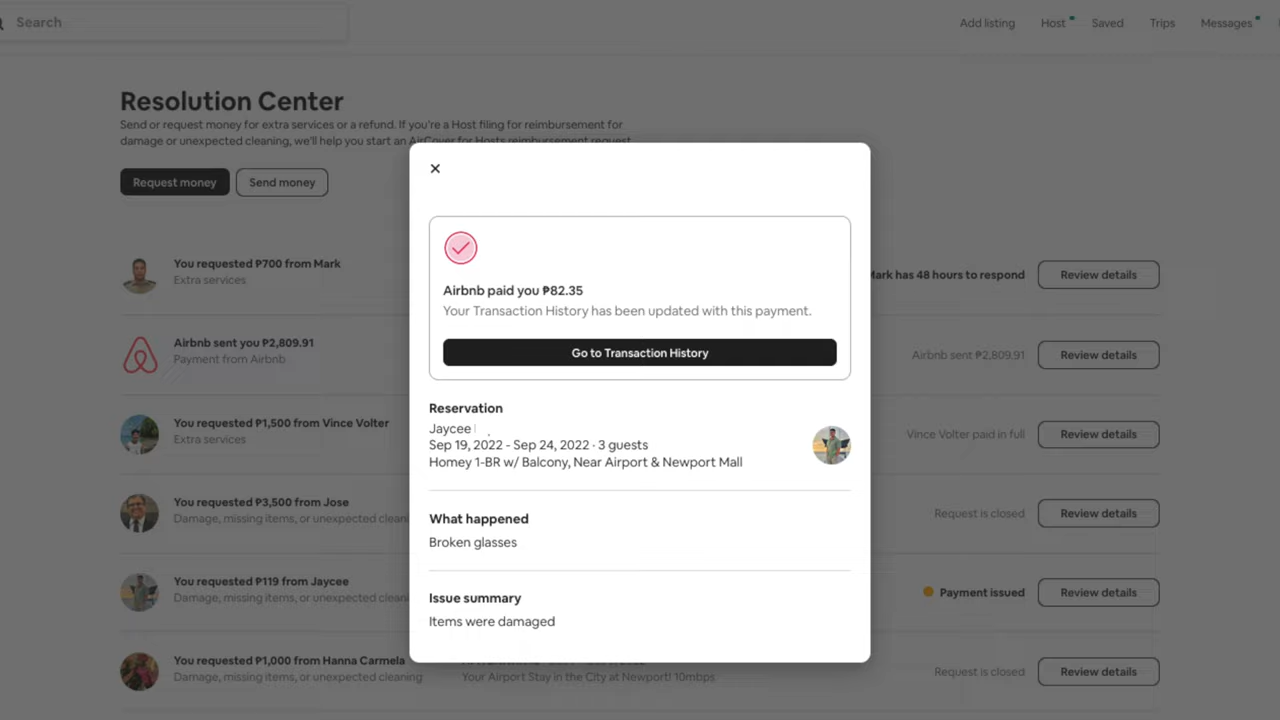 Search
Add listing
Host
Saved
Trips
Messages
Resolution Center
Send or request money for extra services or a refund. If you're a Host filing for reimbursement for
damage or unexpected cleaning, we'll help you start an AirCover for Hosts reimbursement request
Request money
Send money
You requested ₱700 from Mark
Extra services
Mark has 48 hours to respond
Review details
Airbnb sent you ₱2,809.91
Payment from Airbnb
Airbnb sent ₱2,809.91
Review details
You requested ₱1,500 from Vince Volter
Extra services
Vince Volter paid in full
Review details
You requested ₱3,500 from Jose
Damage, missing items, or unexpected clean
Request is closed
Review details
You requested ₱119 from Jaycee
Damage, missing items, or unexpected clean
Payment issued
Review details
You requested ₱1,000 from Hanna Carmela
Damage, missing items, or unexpected cleaning
Your Airport Stay in the City at Newport! 10mbps
Request is closed
Review details
Airbnb paid you ₱82.35
Your Transaction History has been updated with this payment.
Go to Transaction History
Reservation
Jaycee
Sep 19, 2022 - Sep 24, 2022 · 3 guests
Homey 1-BR w/ Balcony, Near Airport & Newport Mall
What happened
Broken glasses
Issue summary
Items were damaged